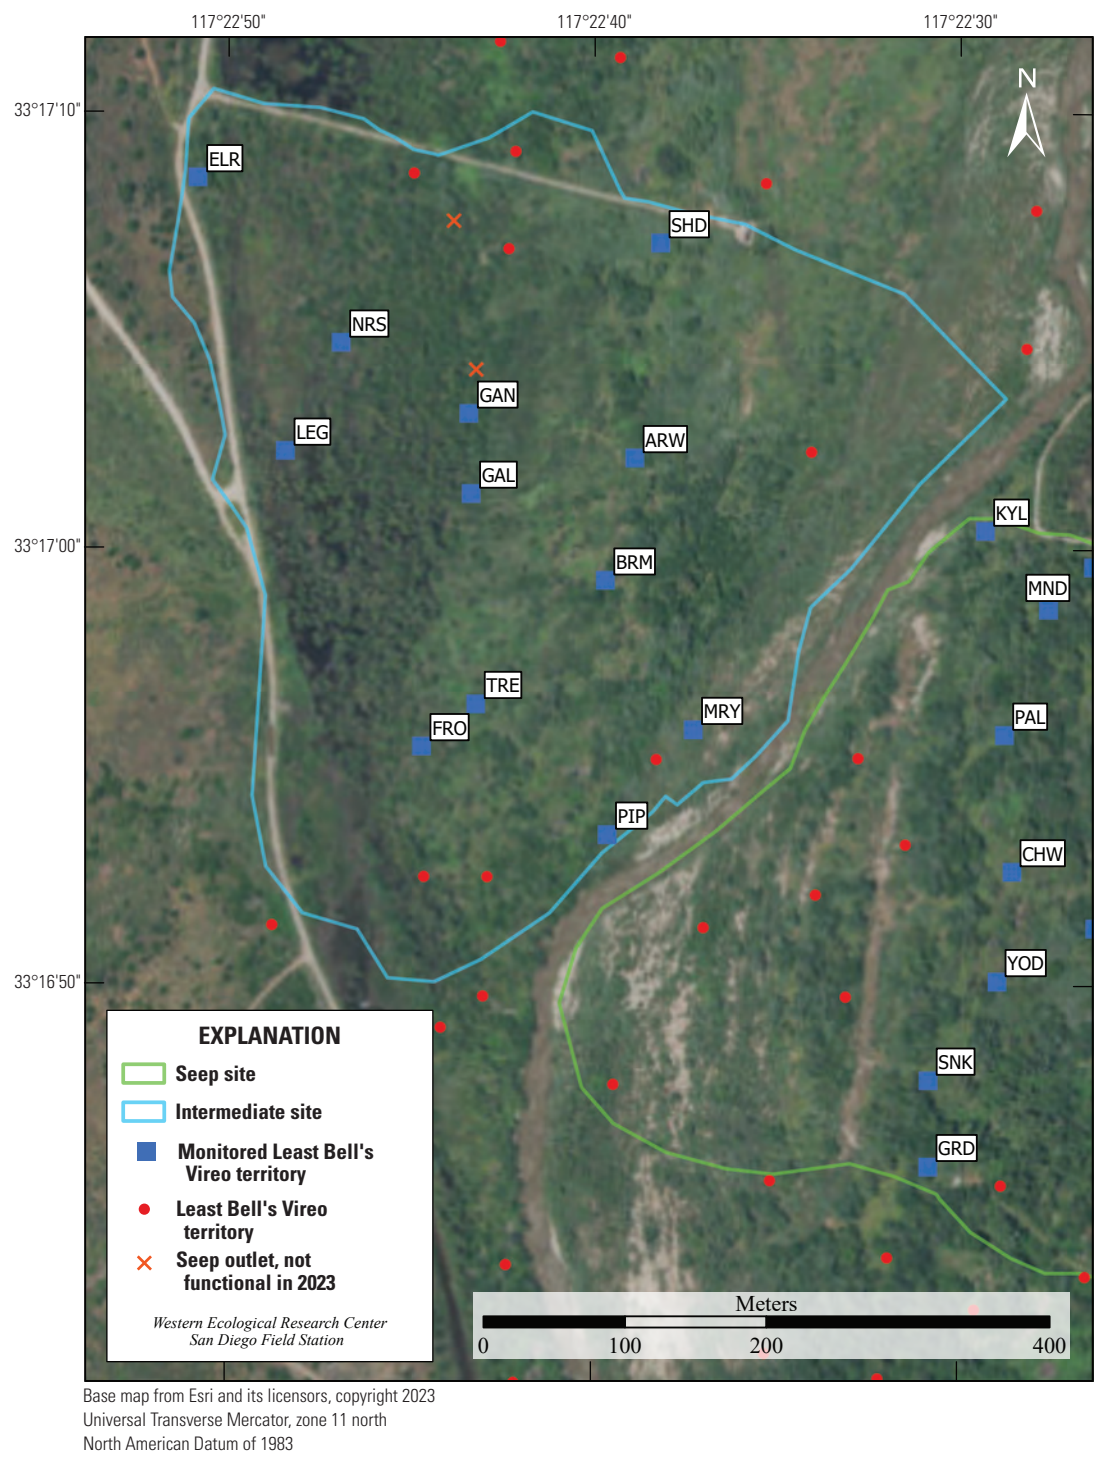 117°22'50"
117°22'40"
117°22'30"
33°17'10"
N
ELR
SHD
NRS
GAN
LEG
ARW
GAL
KYL
33°17'00"
BRM
MND
TRE
MRY
PAL
FRO
PIP
CHW
YOD
33°16'50"
SNK
GRD
EXPLANATION
Seep site
Intermediate site
Monitored Least Bell's
Vireo territory
Least Bell's Vireo
territory
Seep outlet, not
functional in 2023
Western Ecological Research Center
San Diego Field Station
Meters
0 100 200 400
Base map from Esri and its licensors, copyright 2023
Universal Transverse Mercator, zone 11 north
North American Datum of 1983